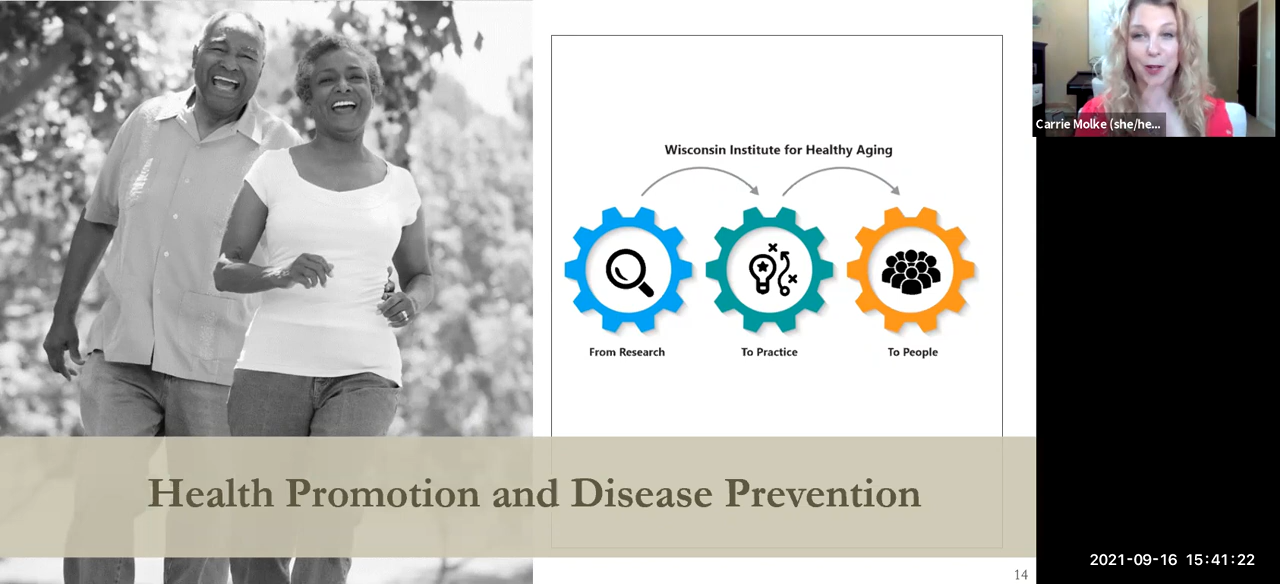 Wisconsin Institute for Healthy Aging
From Research
To Practice
To People
Health Promotion and Disease Prevention
14
Carrie Molke (she/he...
2021-09-16 15:41:22